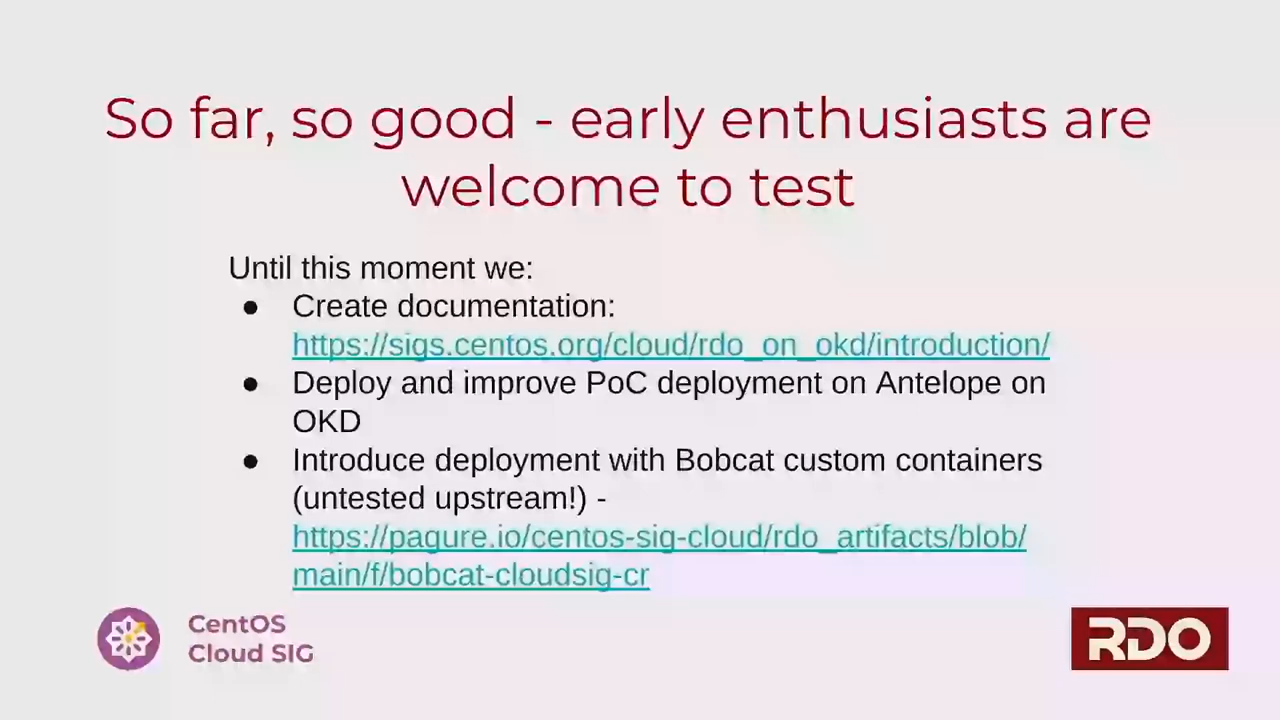 So far, so good - early enthusiasts are
welcome to test
Until this moment we:
● Create documentation:
https://sigs.centos.org/cloud/rdo_on_okd/introduction/
● Deploy and improve PoC deployment on Antelope on
OKD
● Introduce deployment with Bobcat custom containers
(untested upstream!) -
https://pagure.io/centos-sig-cloud/rdo_artifacts/blob/
main/f/bobcat-cloudsig-cr
CentOS
Cloud SIG
RDO